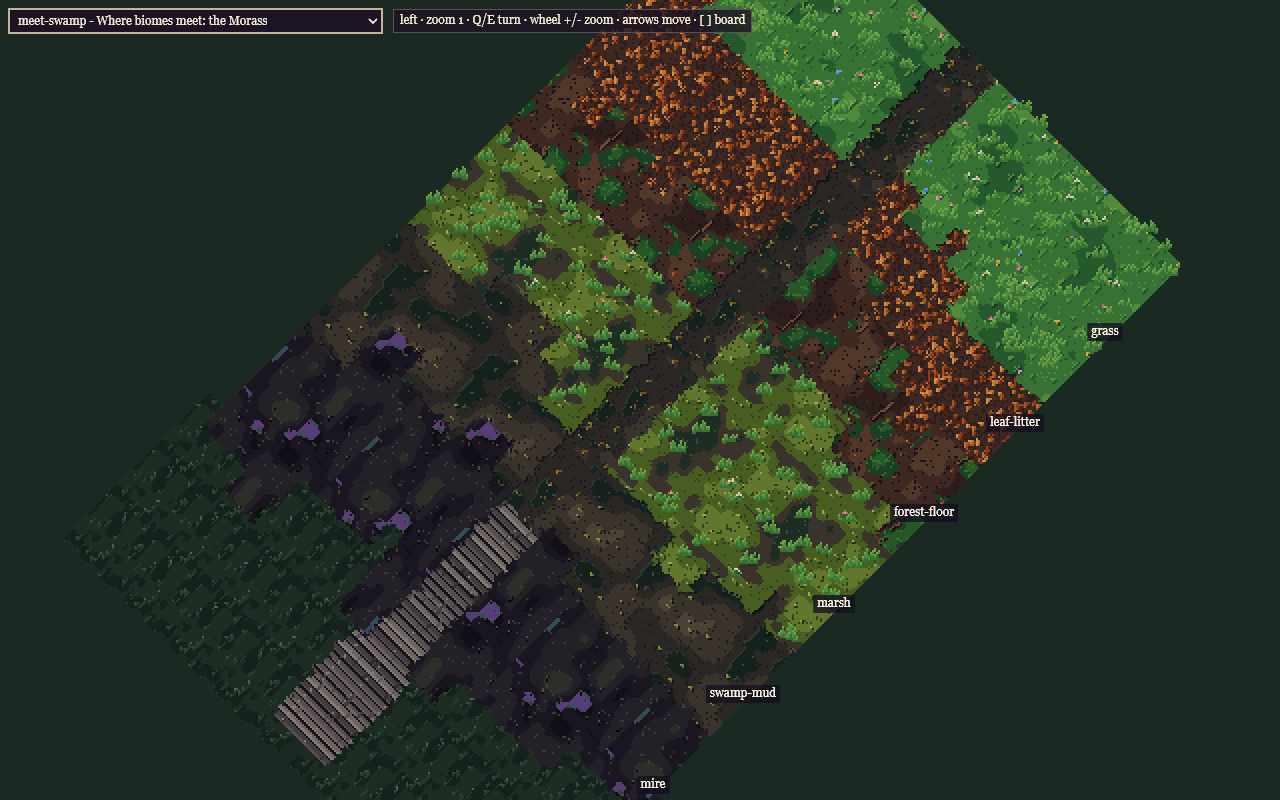 meet-swamp - Where biomes meet: the Morass
left · zoom 1 · Q/E turn · wheel +/- zoom · arrows move · [ ] board
grass
leaf-litter
forest-floor
marsh
swamp-mud
mire